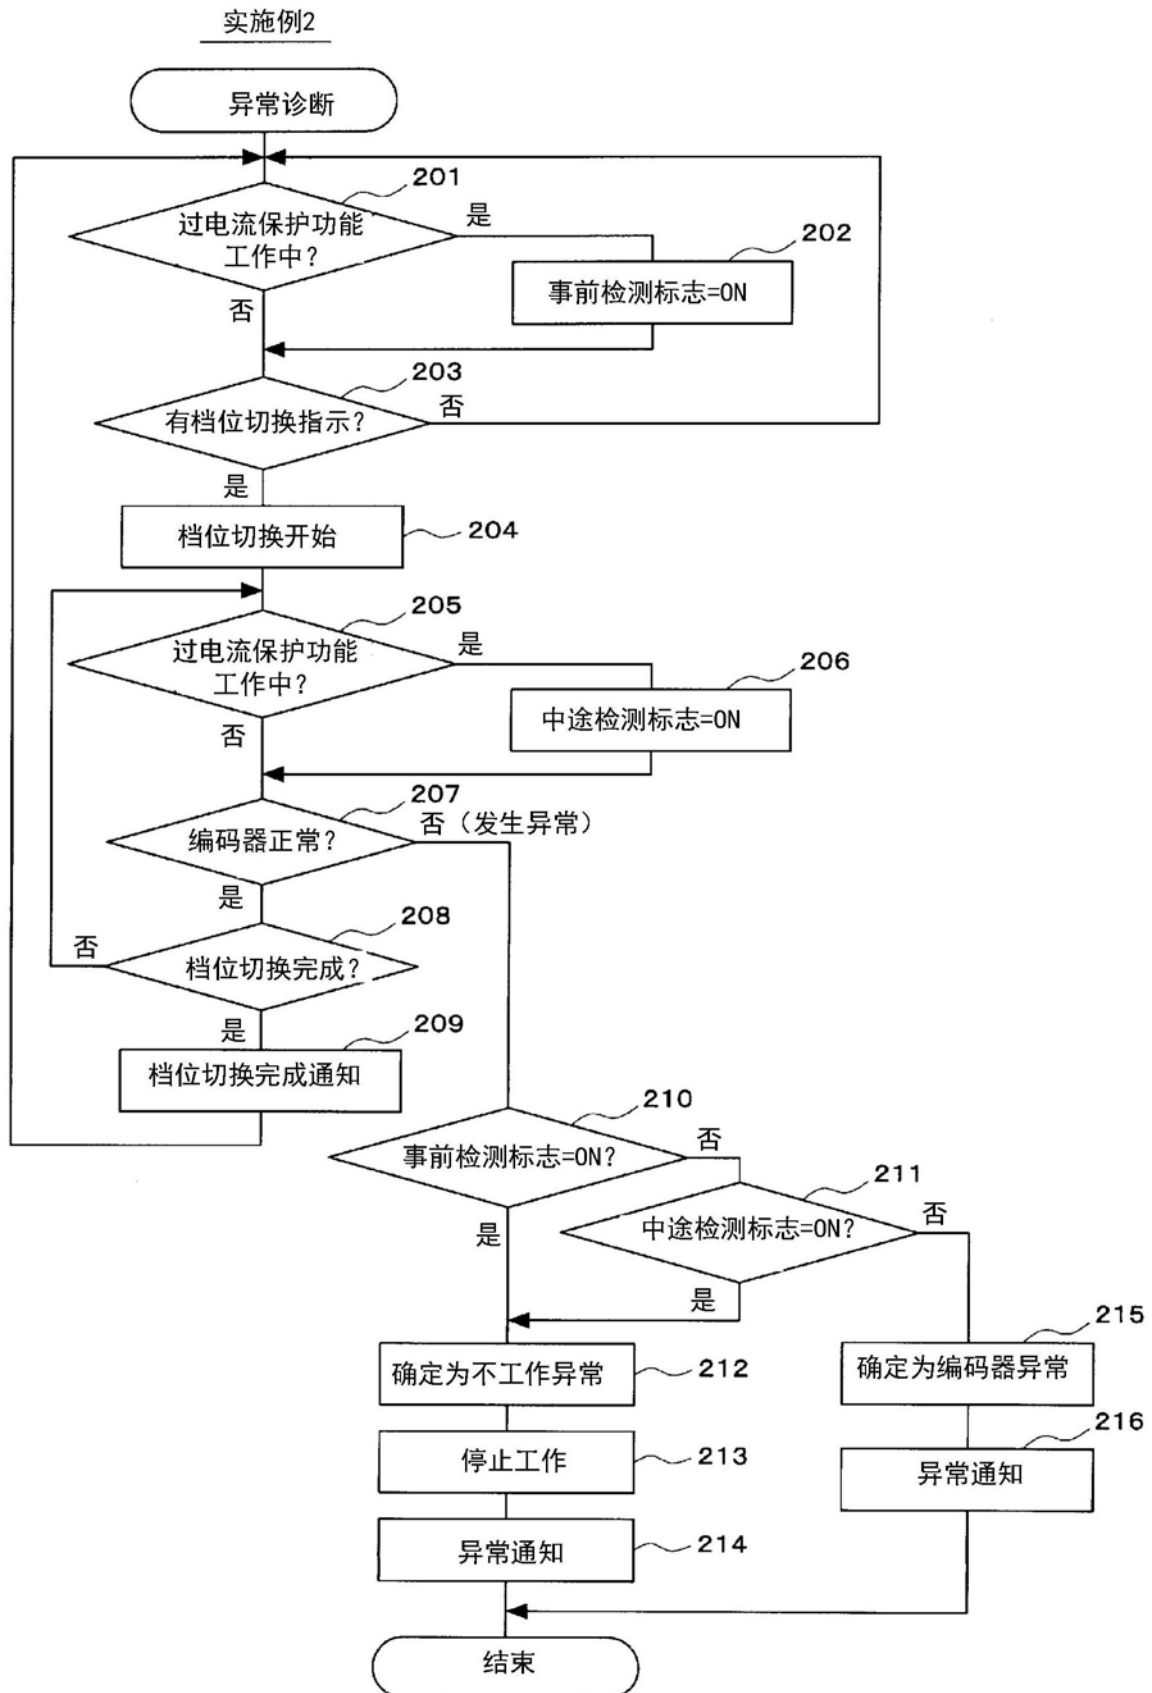 实施例2
异常诊断
201
过电流保护功能
工作中？
是
202
事前检测标志=ON
否
203
有档位切换指示？
否
是
档位切换开始
204
205
过电流保护功能
工作中？
是
206
中途检测标志=ON
否
207
编码器正常？
否（发生异常）
是
208
否
档位切换完成？
是
209
档位切换完成通知
210
事前检测标志=ON？
否
211
中途检测标志=ON？
否
是
是
215
确定为不工作异常
212
确定为编码器异常
216
停止工作
213
异常通知
异常通知
214
结束